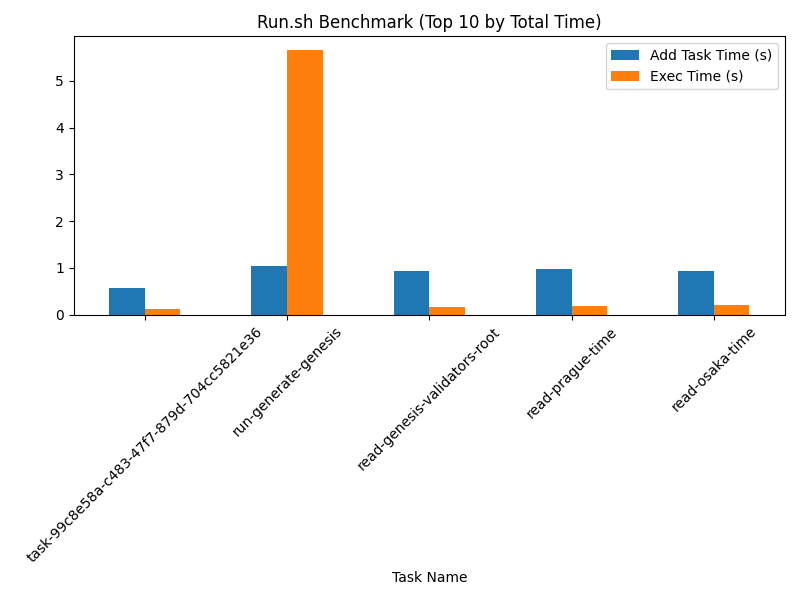 Run.sh Benchmark (Top 10 by Total Time)
Add Task Time (s)
Exec Time (s)
5
4
3
2
1
0
task-99c8e58a-c483-47f7-879d-704cc5821e36
run-generate-genesis
read-genesis-validators-root
read-prague-time
read-osaka-time
Task Name